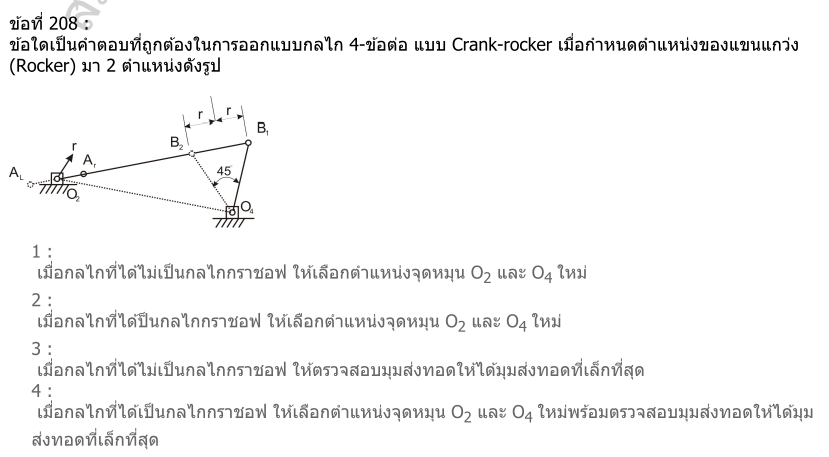 ข้อที่ 208 :
ข้อใดเป็นคำตอบที่ถูกต้องในการออกแบบกลไก 4-ข้อต่อ แบบ Crank-rocker เมื่อกำหนดตำแหน่งของแขนแกว่ง
(Rocker) มา 2 ตำแหน่งดังรูป
r r
B₂ B₁
r
A₁
A_L
45
O₂ O₄
1 :
เมื่อกลไกที่ได้ไม่เป็นกลไกกราชอฟ ให้เลือกตำแหน่งจุดหมุน O₂ และ O₄ ใหม่
2 :
เมื่อกลไกที่ได้ป็นกลไกกราชอฟ ให้เลือกตำแหน่งจุดหมุน O₂ และ O₄ ใหม่
3 :
เมื่อกลไกที่ได้ไม่เป็นกลไกกราชอฟ ให้ตรวจสอบมุมส่งทอดให้ได้มุมส่งทอดที่เล็กที่สุด
4 :
เมื่อกลไกที่ได้เป็นกลไกกราชอฟ ให้เลือกตำแหน่งจุดหมุน O₂ และ O₄ ใหม่พร้อมตรวจสอบมุมส่งทอดให้ได้มุม
ส่งทอดที่เล็กที่สุด